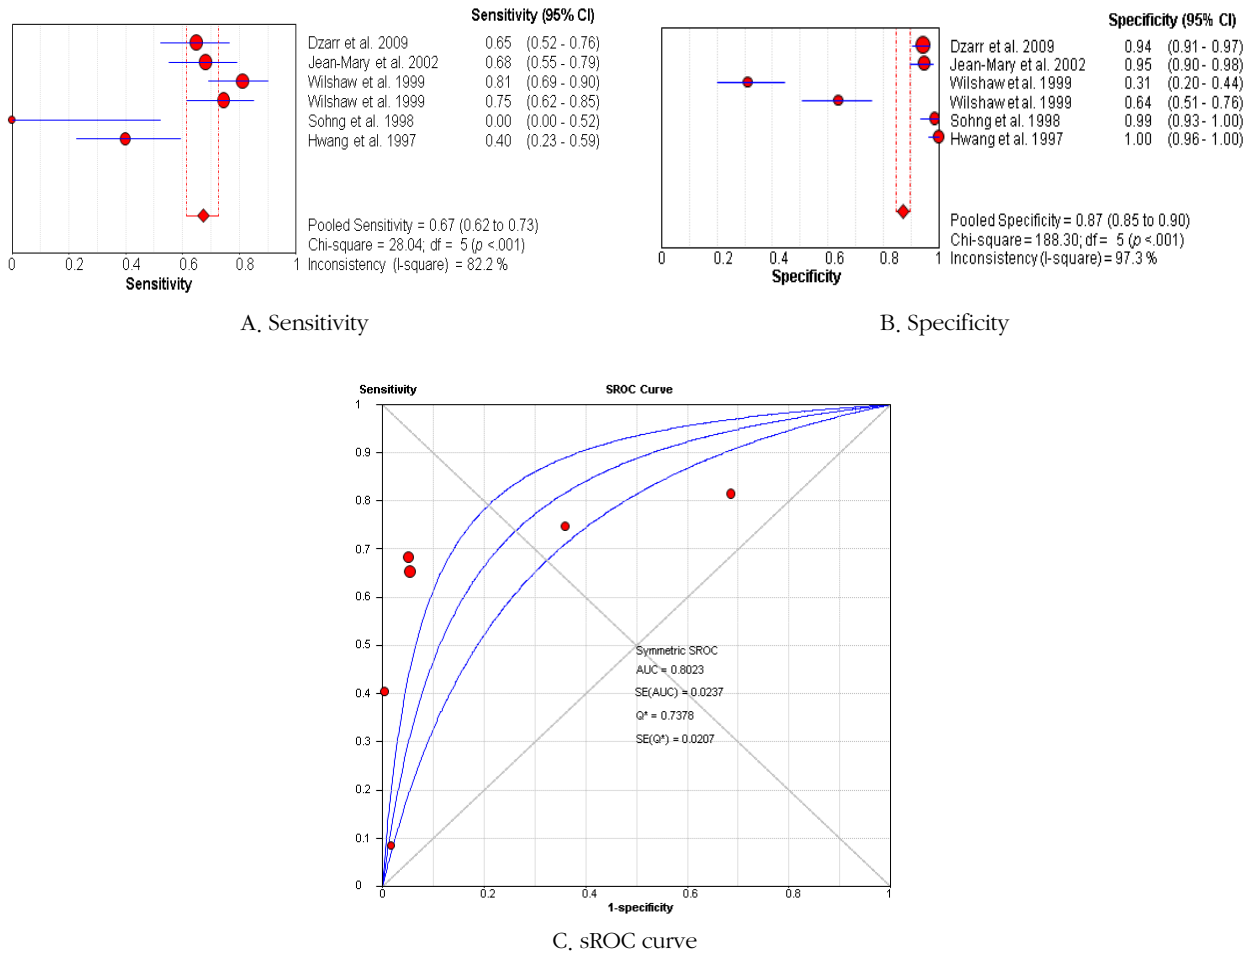 Sensitivity (95% CI)
Dzarr et al. 2009 0.65 (0.52 - 0.76)
Jean-Mary et al. 2002 0.68 (0.55 - 0.79)
Wilshaw et al. 1999 0.81 (0.69 - 0.90)
Wilshaw et al. 1999 0.75 (0.62 - 0.85)
Sohng et al. 1998 0.00 (0.00 - 0.52)
Hwang et al. 1997 0.40 (0.23 - 0.59)
Pooled Sensitivity = 0.67 (0.62 to 0.73)
Chi-square = 28.04; df = 5 (p <.001)
Inconsistency (I-square) = 82.2 %
0 0.2 0.4 0.6 0.8 1
Sensitivity
A. Sensitivity
Specificity (95% CI)
Dzarr et al. 2009 0.94 (0.91 - 0.97)
Jean-Mary et al. 2002 0.95 (0.90 - 0.98)
Wilshaw et al. 1999 0.31 (0.20 - 0.44)
Wilshaw et al. 1999 0.64 (0.51 - 0.76)
Sohng et al. 1998 0.99 (0.93 - 1.00)
Hwang et al. 1997 1.00 (0.96 - 1.00)
Pooled Specificity = 0.87 (0.85 to 0.90)
Chi-square = 188.30; df = 5 (p <.001)
Inconsistency (I-square) = 97.3 %
0 0.2 0.4 0.6 0.8 1
Specificity
B. Specificity
Sensitivity SROC Curve
1
0.9
0.8
0.7
0.6
0.5
0.4
0.3
0.2
0.1
0
Symmetric SROC
AUC = 0.8023
SE(AUC) = 0.0237
Q* = 0.7378
SE(Q*) = 0.0207
0 0.2 0.4 0.6 0.8 1
1-specificity
C. sROC curve